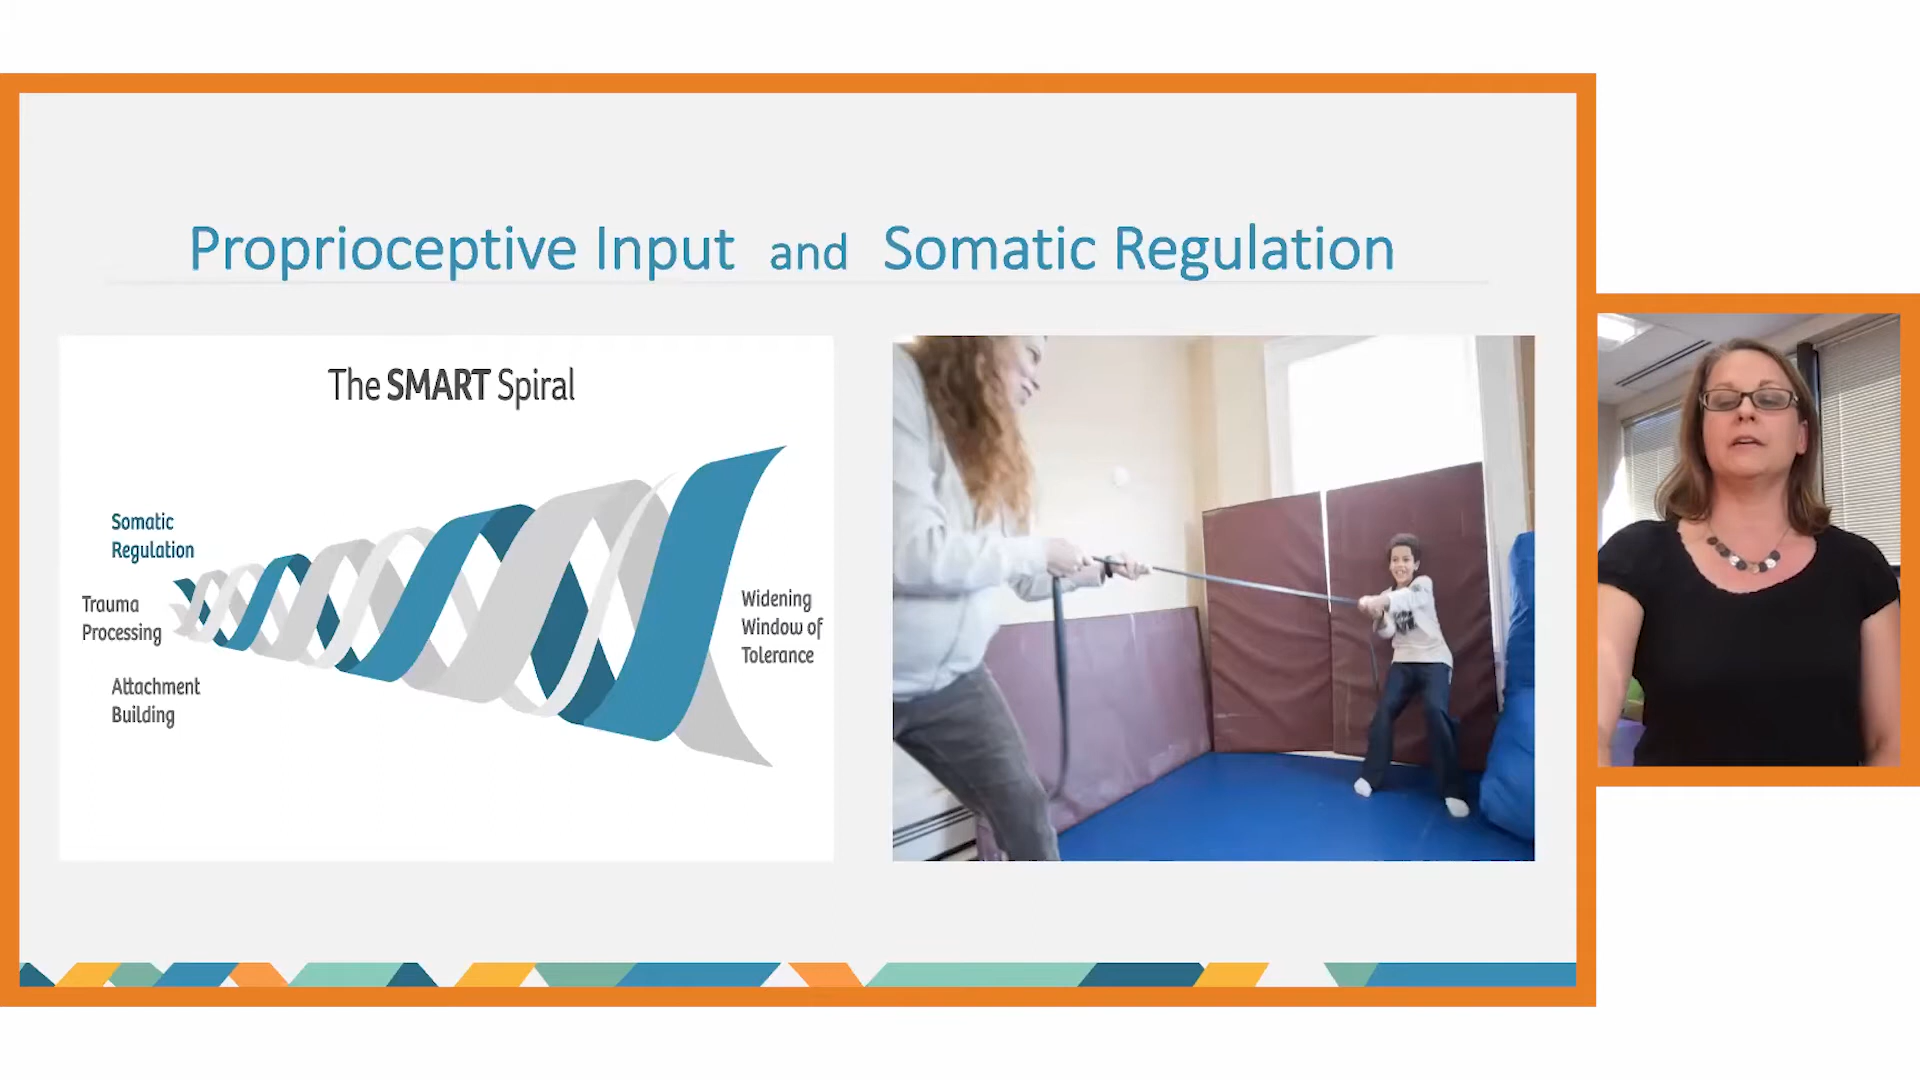 Proprioceptive Input and Somatic Regulation
The SMART Spiral
Somatic
Regulation
Trauma
Processing
Attachment
Building
Widening
Window of
Tolerance